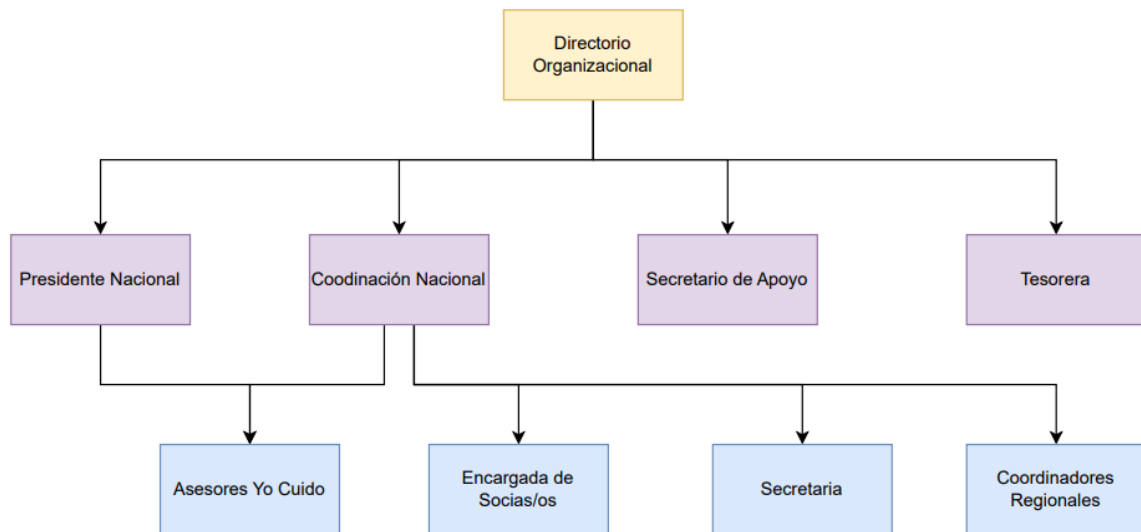 Directorio
Organizacional
Presidente Nacional
Coodinación Nacional
Secretario de Apoyo
Tesorera
Asesores Yo Cuido
Encargada de
Socias/os
Secretaria
Coordinadores
Regionales